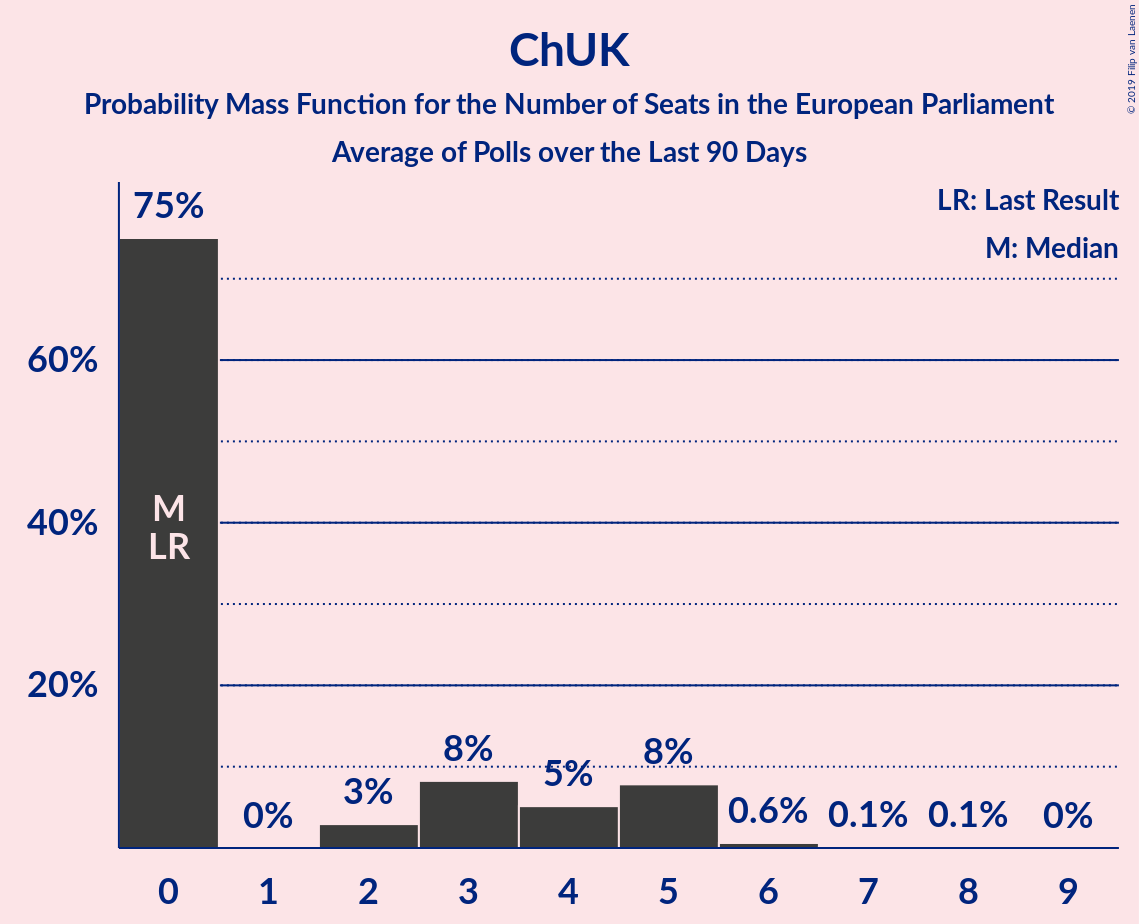 ChUK
Probability Mass Function for the Number of Seats in the European Parliament
Average of Polls over the Last 90 Days
© 2019 Filip van Laenen
LR: Last Result
M: Median
75%
60%
40%
20%
M
LR
0%
3%
8%
5%
8%
0.6%
0.1%
0.1%
0%
0 1 2 3 4 5 6 7 8 9